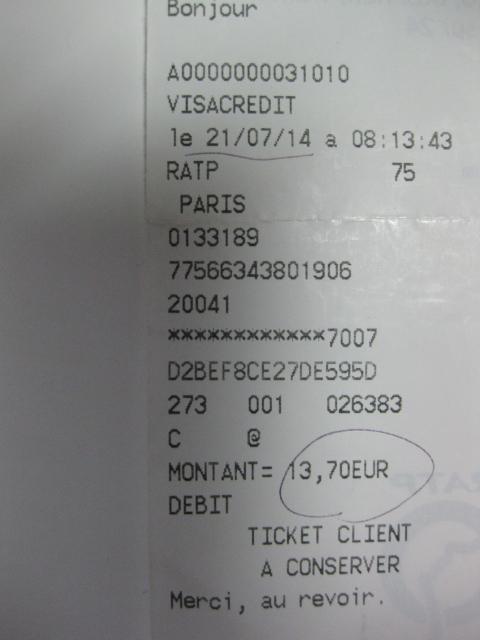 Bonjour
A0000000031010
VISACREDIT
le 21/07/14 a 08:13:43
RATP 75
PARIS
0133189
77566343801906
20041
************7007
D2BEF8CE27DE595D
273 001 026383
C @
MONTANT= 13,70EUR
DEBIT
TICKET CLIENT
A CONSERVER
Merci, au revoir.